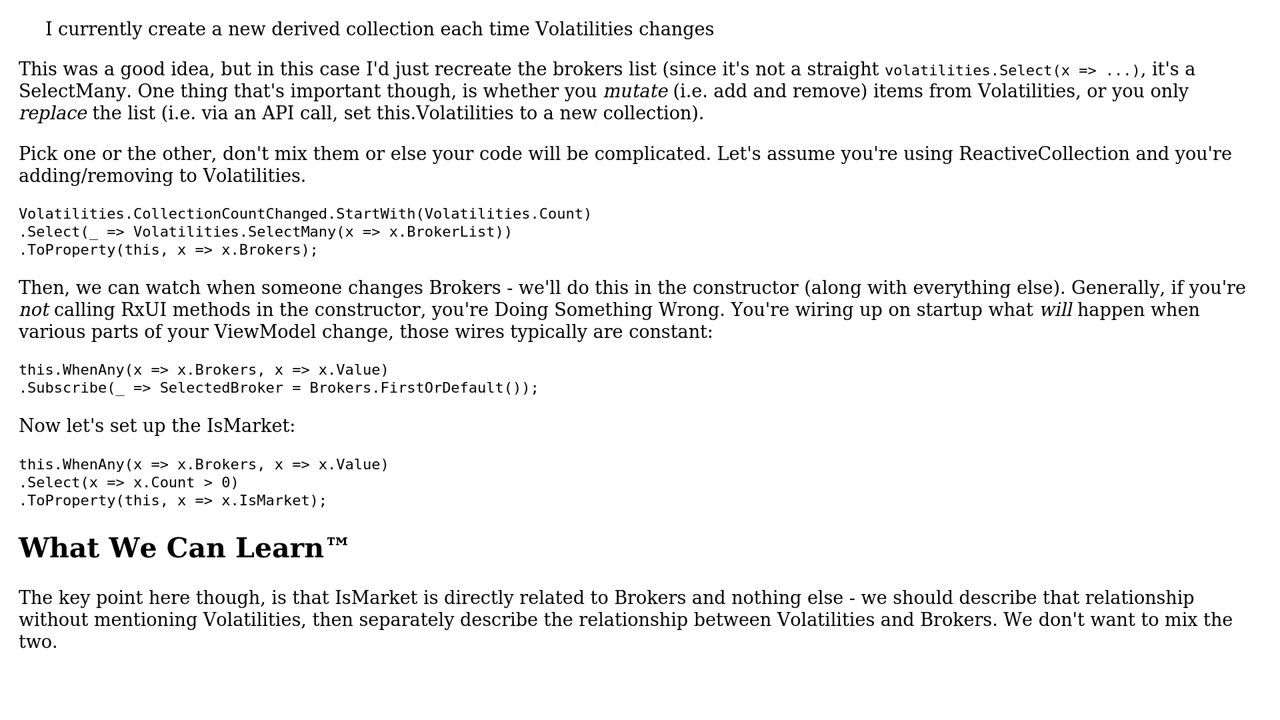 I currently create a new derived collection each time Volatilities changes
This was a good idea, but in this case I'd just recreate the brokers list (since it's not a straight volatilities.Select(x => ...), it's a
SelectMany. One thing that's important though, is whether you mutate (i.e. add and remove) items from Volatilities, or you only
replace the list (i.e. via an API call, set this.Volatilities to a new collection).
Pick one or the other, don't mix them or else your code will be complicated. Let's assume you're using ReactiveCollection and you're
adding/removing to Volatilities.
Volatilities.CollectionCountChanged.StartWith(Volatilities.Count)
.Select(_ => Volatilities.SelectMany(x => x.BrokerList))
.ToProperty(this, x => x.Brokers);
Then, we can watch when someone changes Brokers - we'll do this in the constructor (along with everything else). Generally, if you're
not calling RxUI methods in the constructor, you're Doing Something Wrong. You're wiring up on startup what will happen when
various parts of your ViewModel change, those wires typically are constant:
this.WhenAny(x => x.Brokers, x => x.Value)
.Subscribe(_ => SelectedBroker = Brokers.FirstOrDefault());
Now let's set up the IsMarket:
this.WhenAny(x => x.Brokers, x => x.Value)
.Select(x => x.Count > 0)
.ToProperty(this, x => x.IsMarket);
What We Can Learn™
The key point here though, is that IsMarket is directly related to Brokers and nothing else - we should describe that relationship
without mentioning Volatilities, then separately describe the relationship between Volatilities and Brokers. We don't want to mix the
two.